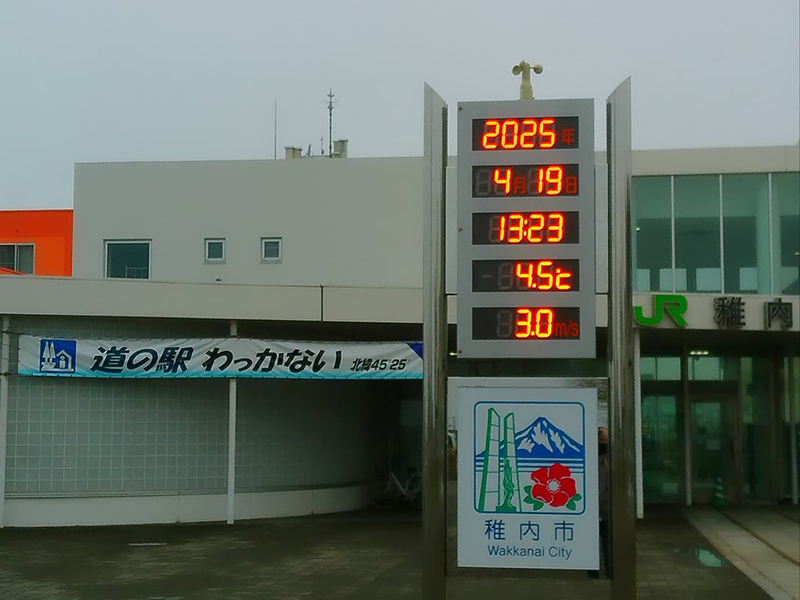 2025年
4月19日
13:23
4.5℃
3.0m/s
JR 稚内
道の駅 わっかない 北緯45°25'
稚内市
Wakkanai City